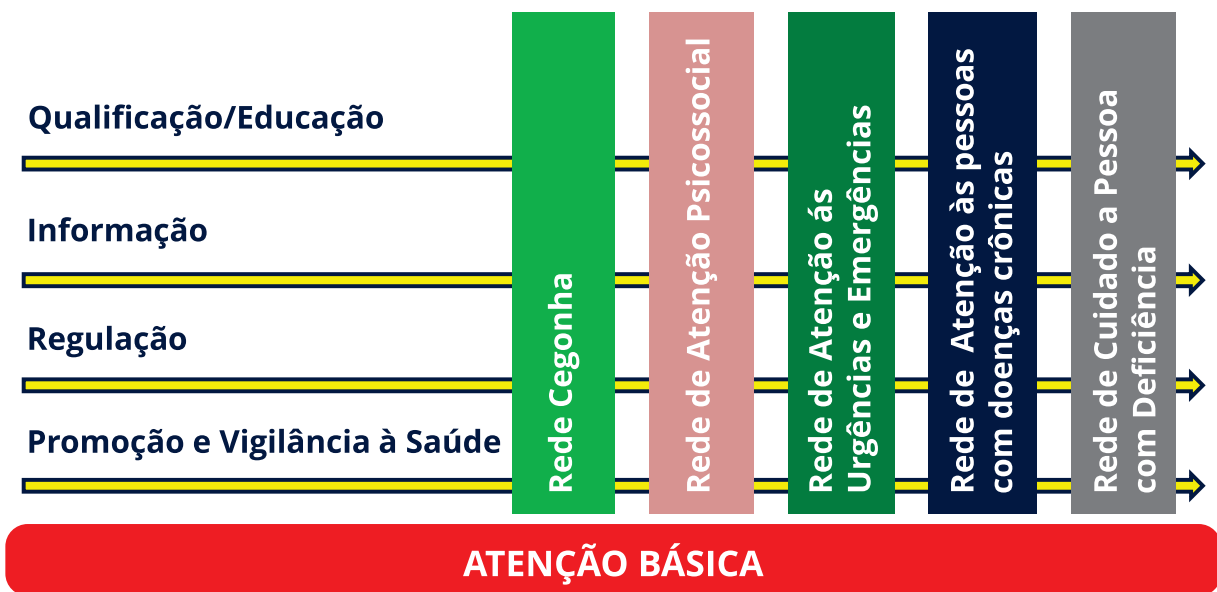 Qualificação/Educação
Informação
Regulação
Promoção e Vigilância à Saúde
Rede Cegonha
Rede de Atenção Psicossocial
Rede de Atenção ás
Urgências e Emergências
Rede de Atenção às pessoas
com doenças crônicas
Rede de Cuidado a Pessoa
com Deficiência
ATENÇÃO BÁSICA